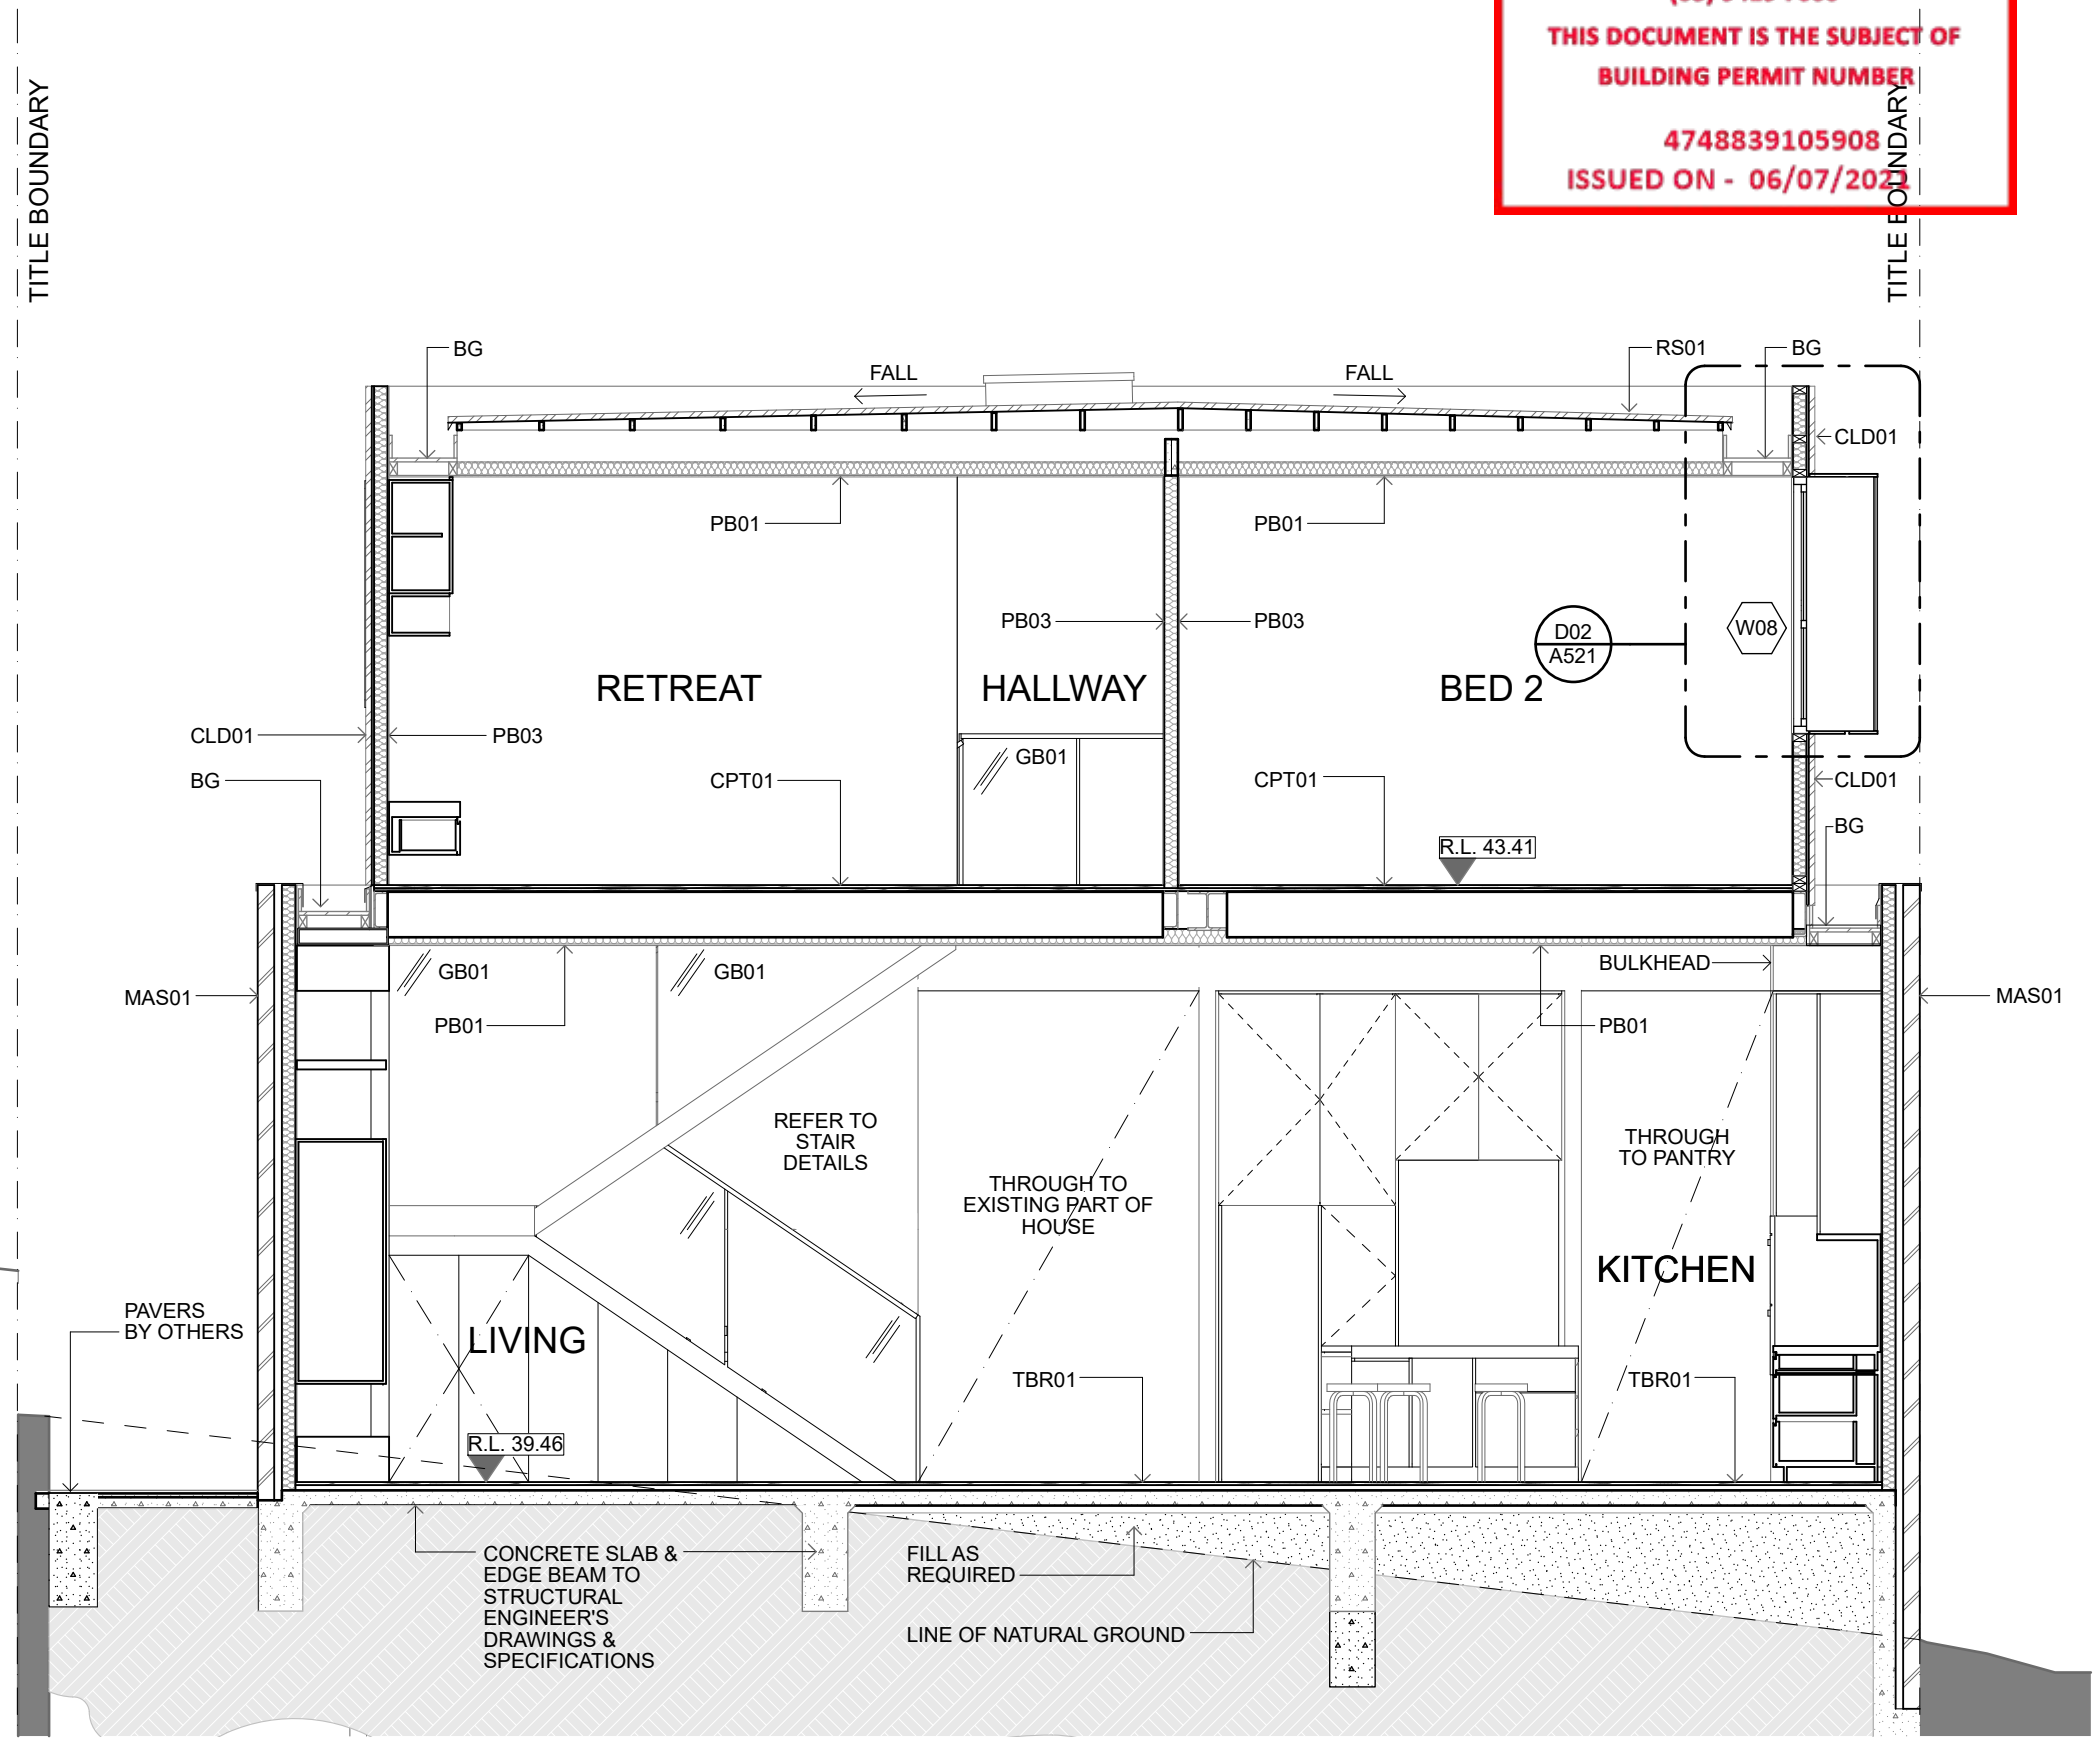 THIS DOCUMENT IS THE SUBJECT OF
BUILDING PERMIT NUMBER
4748839105908
ISSUED ON - 06/07/2021
TITLE BOUNDARY
TITLE BOUNDARY
BG
FALL
FALL
RS01
BG
CLD01
PB01
PB01
PB03
PB03
D02
A521
W08
RETREAT
HALLWAY
BED 2
CLD01
PB03
GB01
BG
CPT01
CPT01
CLD01
BG
R.L. 43.41
GB01
GB01
BULKHEAD
MAS01
MAS01
PB01
PB01
REFER TO
STAIR
DETAILS
THROUGH
TO PANTRY
THROUGH TO
EXISTING PART OF
HOUSE
KITCHEN
PAVERS
BY OTHERS
LIVING
TBR01
TBR01
R.L. 39.46
CONCRETE SLAB &
EDGE BEAM TO
STRUCTURAL
ENGINEER'S
DRAWINGS &
SPECIFICATIONS
FILL AS
REQUIRED
LINE OF NATURAL GROUND